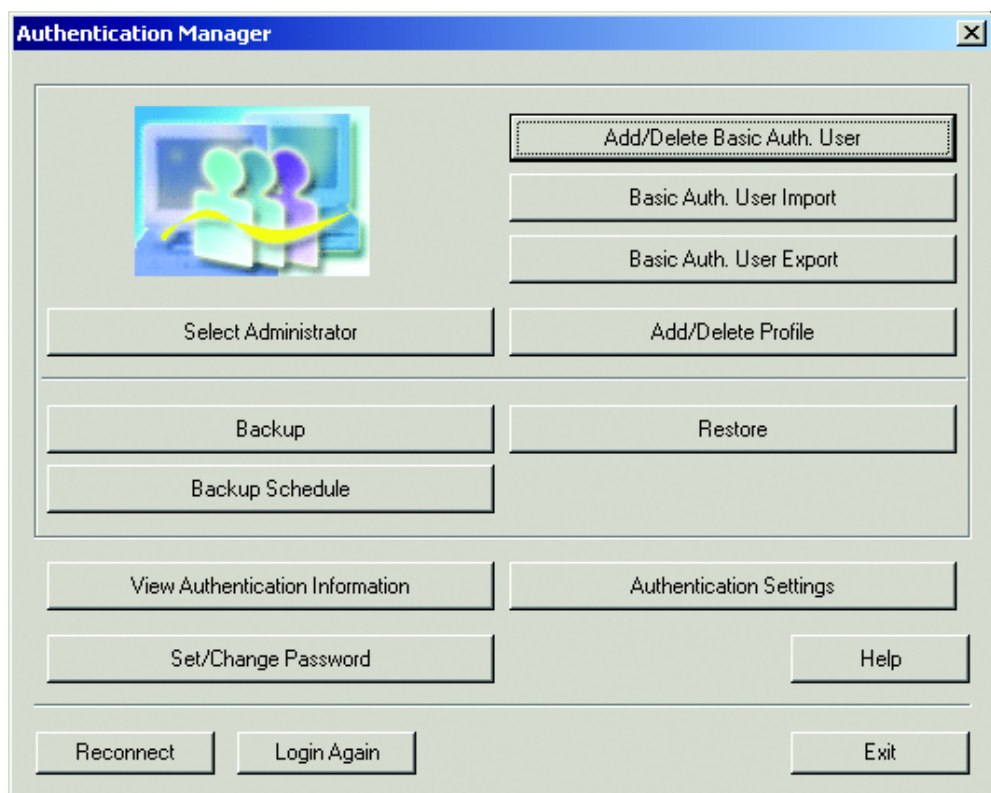 Authentication Manager
Add/Delete Basic Auth. User
Basic Auth. User Import
Basic Auth. User Export
Select Administrator
Add/Delete Profile
Backup
Restore
Backup Schedule
View Authentication Information
Authentication Settings
Set/Change Password
Help
Reconnect
Login Again
Exit